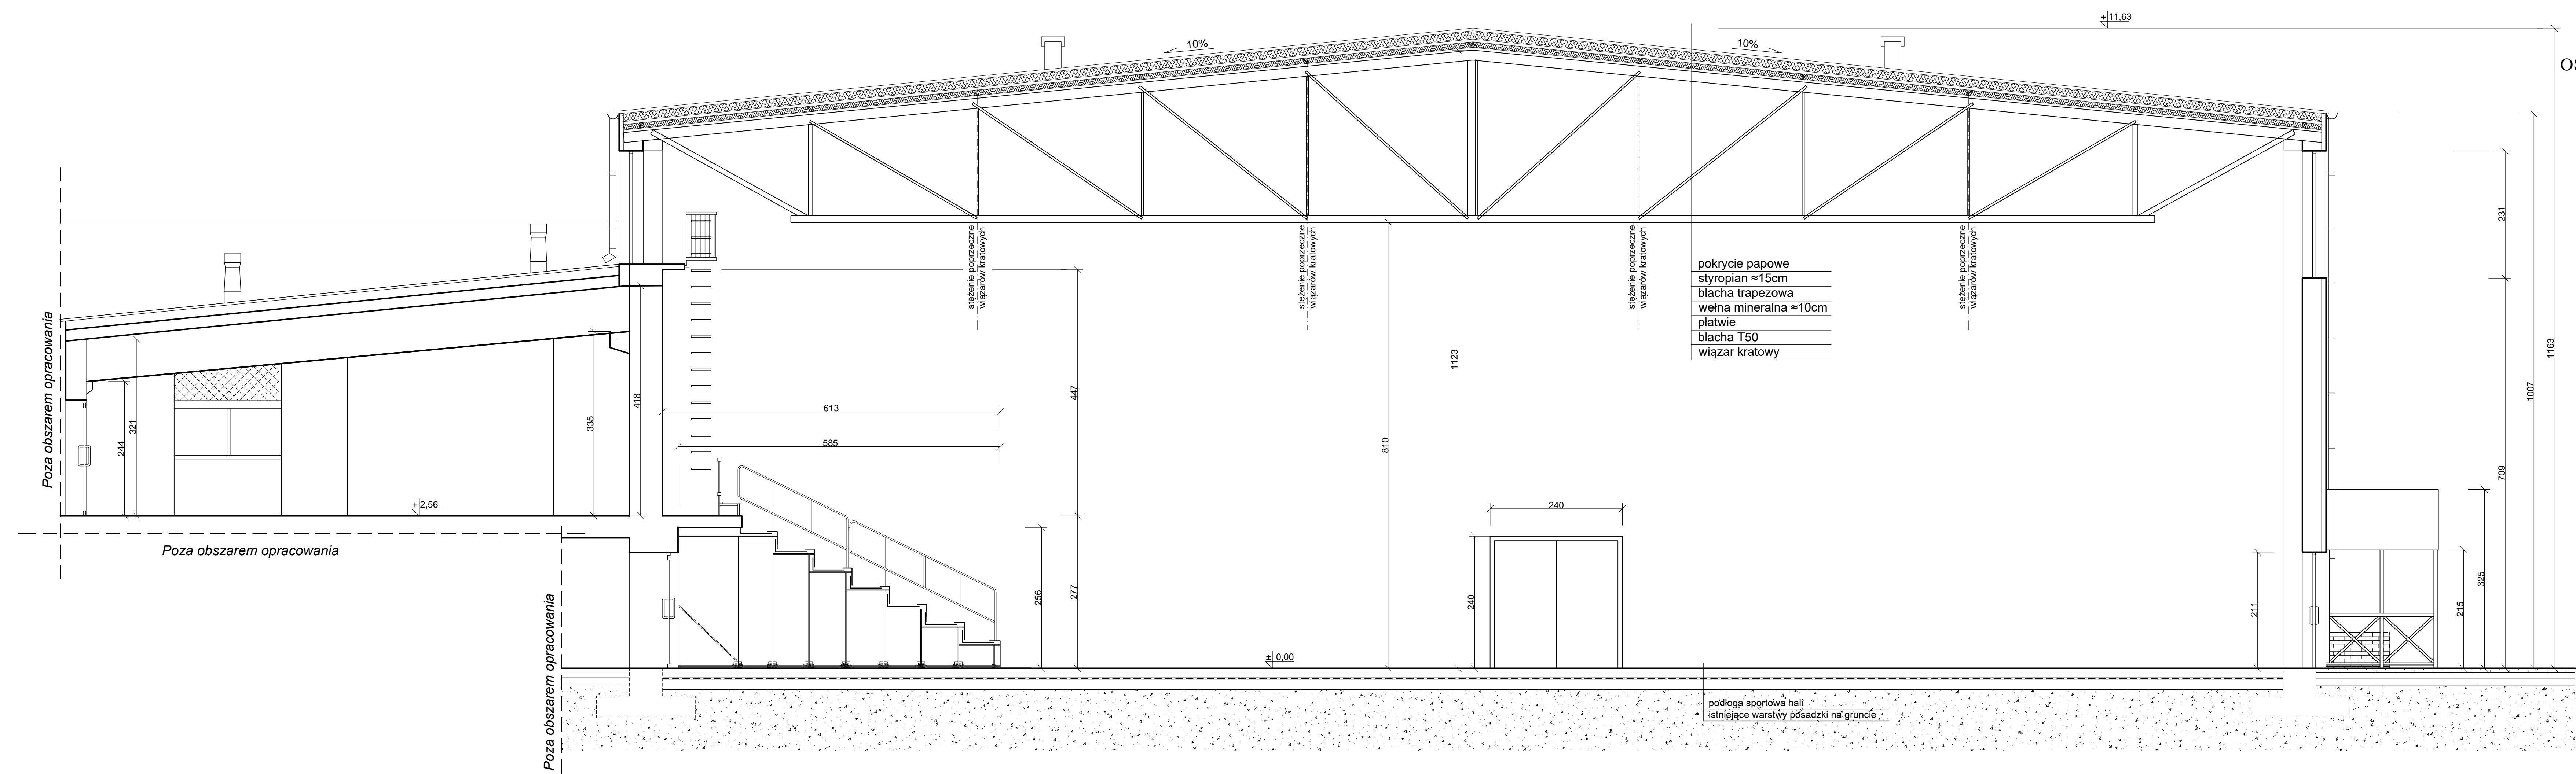 + 11,63
10%
10%
OS
231
1163
1007
709
stężenie poprzeczne
wiązarów kratowych
stężenie poprzeczne
wiązarów kratowych
stężenie poprzeczne
wiązarów kratowych
stężenie poprzeczne
wiązarów kratowych
pokrycie papowe
styropian ≈15cm
blacha trapezowa
wełna mineralna ≈10cm
płatwie
blacha T50
wiązar kratowy
Poza obszarem opracowania
244
321
335
418
447
1123
810
613
585
+ 2,56
Poza obszarem opracowania
Poza obszarem opracowania
256
277
240
240
211
215
325
± 0,00
podłoga sportowa hali
istniejące warstwy posadzki na gruncie